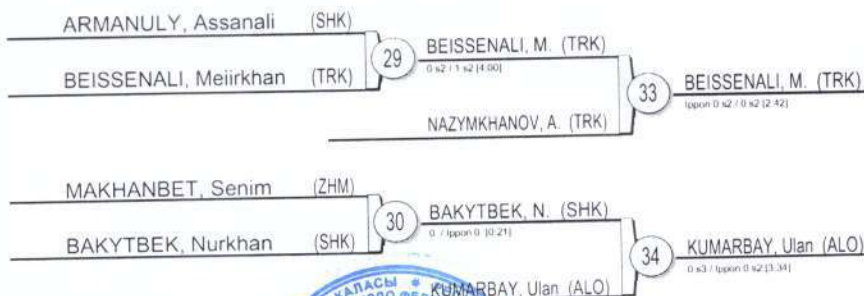 ARMANULY, Assanali (SHK)
29
BEISSENALI, M. (TRK)
0 s2 / 1 s2 [4:00]
BEISSENALI, Meiirkhan (TRK)
33
BEISSENALI, M. (TRK)
Ippon 0 s2 / 0 s2 [2:42]
NAZYMKHANOV, A. (TRK)
MAKHANBET, Senim (ZHM)
30
BAKYTBEK, N. (SHK)
0 / Ippon 0 [0:21]
BAKYTBEK, Nurkhan (SHK)
34
KUMARBAY, Ulan (ALO)
0 s3 / Ippon 0 s2 [3:34]
KUMARBAY, Ulan (ALO)